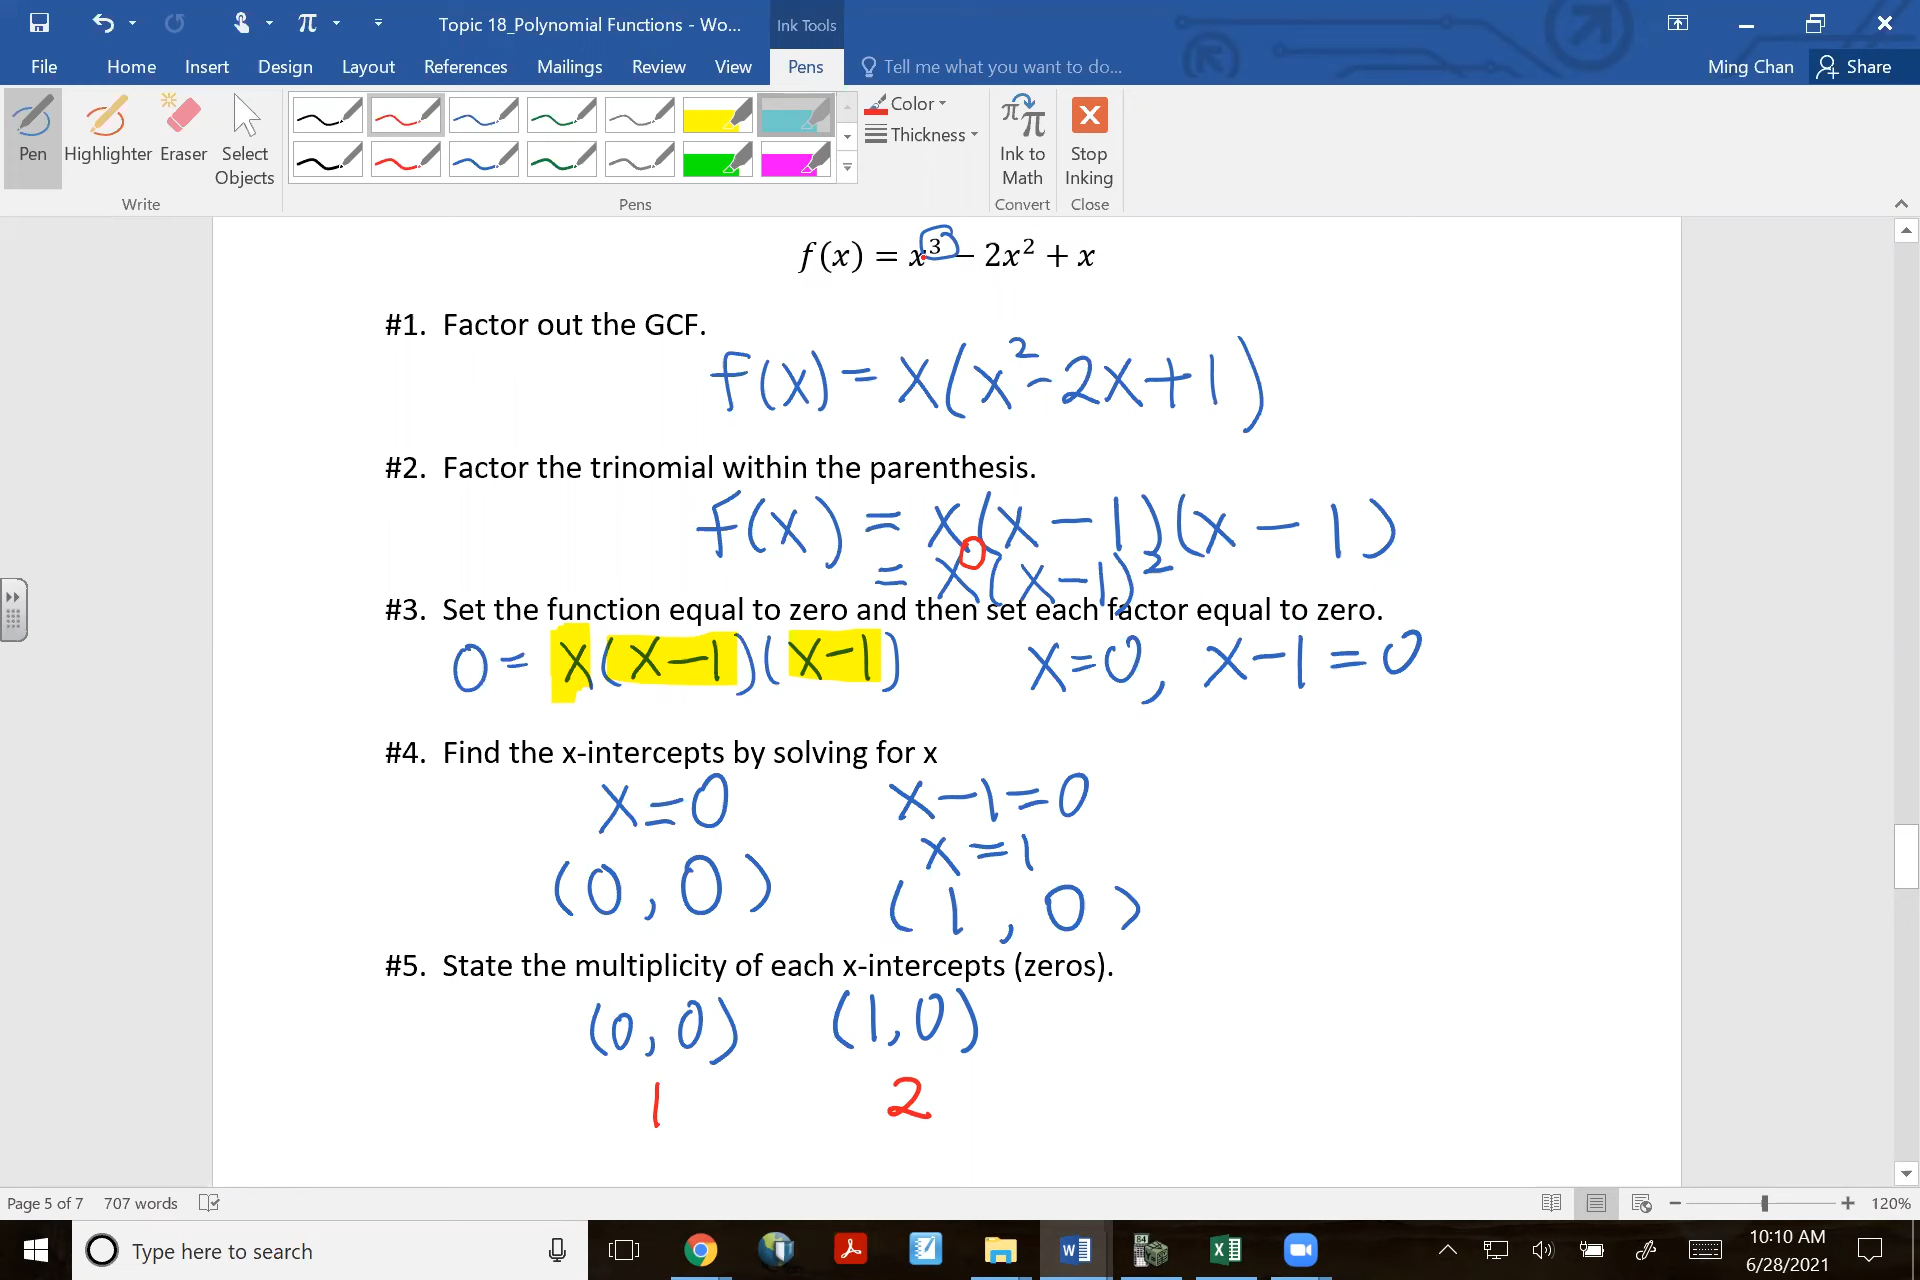 Topic 18_Polynomial Functions - Wo...
Ink Tools
File Home Insert Design Layout References Mailings Review View Pens Tell me what you want to do... Ming Chan Share
Pen Highlighter Eraser Select Objects
Color
Thickness
Ink to Math
Stop Inking
Write Pens Convert Close
f(x) = x³ − 2x² + x
#1. Factor out the GCF.
f(x) = x(x² - 2x + 1)
#2. Factor the trinomial within the parenthesis.
f(x) = x(x - 1)(x - 1)
= x(x - 1)²
#3. Set the function equal to zero and then set each factor equal to zero.
0 = x(x-1)(x-1) x=0, x-1=0
#4. Find the x-intercepts by solving for x
x=0 x-1=0
x=1
(0, 0) (1, 0)
#5. State the multiplicity of each x-intercepts (zeros).
(0, 0) (1, 0)
1 2
Page 5 of 7 707 words 120%
Type here to search
84
10:10 AM
6/28/2021